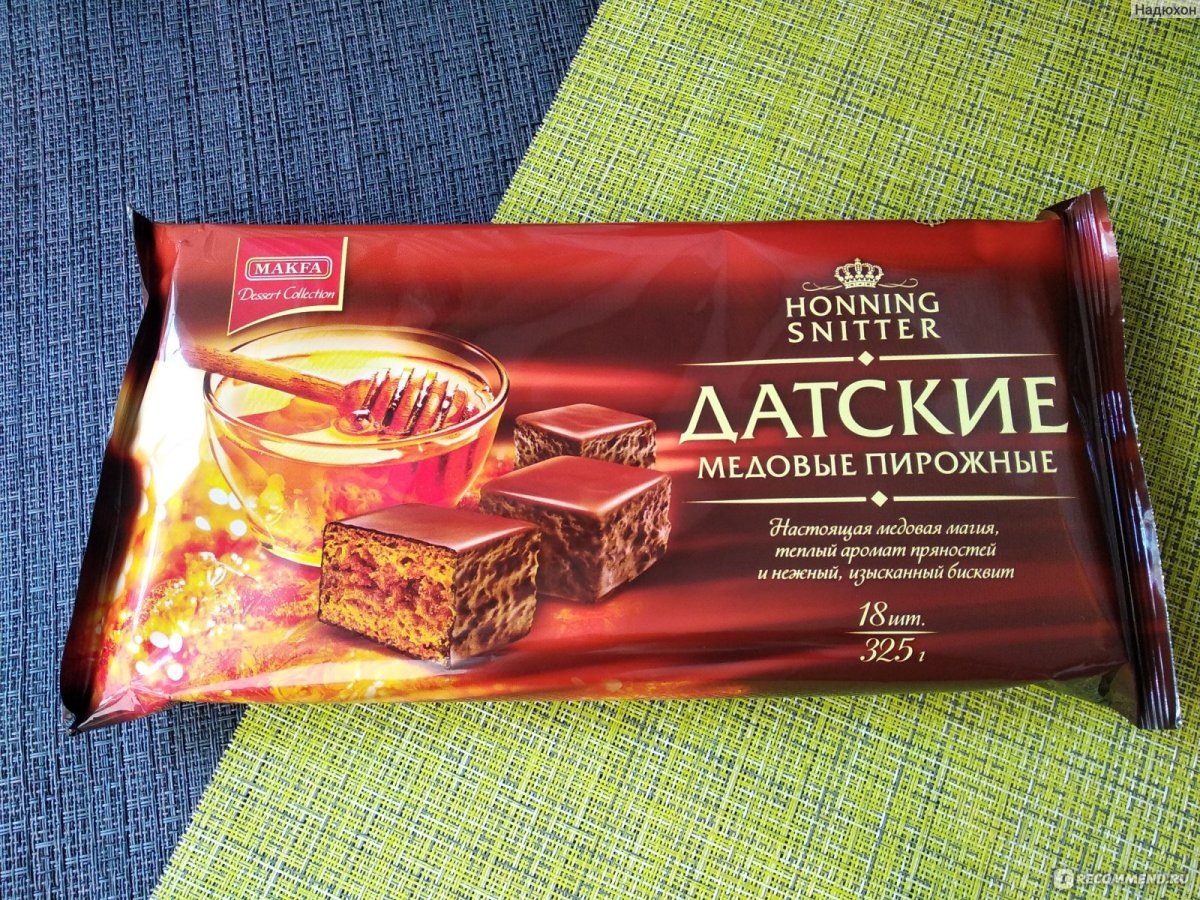 Надюхон
MAKFA
Dessert Collection
HONNING
SNITTER
ДАТСКИЕ
МЕДОВЫЕ ПИРОЖНЫЕ
Настоящая медовая магия,
теплый аромат пряностей
и нежный, изысканный бисквит
18 шт.
325 г
IRECOMMEND.RU